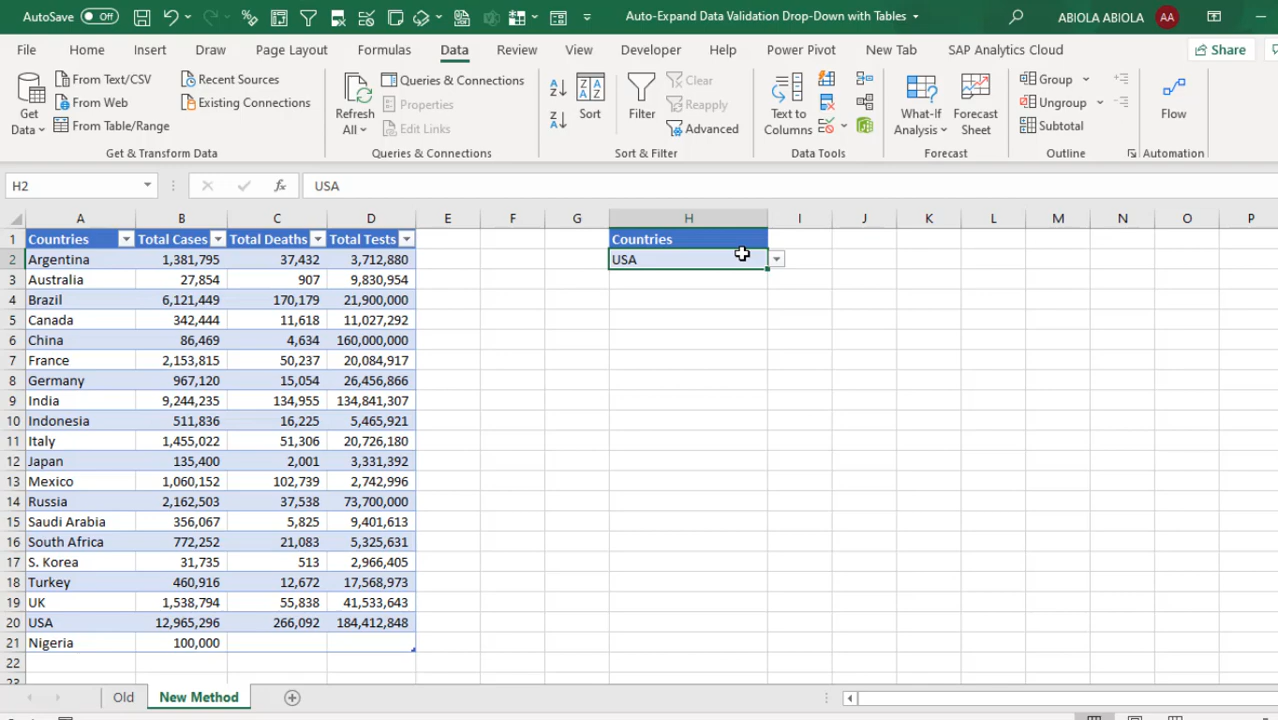 AutoSave Off Auto-Expand Data Validation Drop-Down with Tables ABIOLA ABIOLA AA
File Home Insert Draw Page Layout Formulas Data Review View Developer Help Power Pivot New Tab SAP Analytics Cloud Share
Get Data From Text/CSV From Web From Table/Range Recent Sources Existing Connections
Get & Transform Data
Refresh All Queries & Connections Properties Edit Links
Queries & Connections
Sort Filter Clear Reapply Advanced
Sort & Filter
Text to Columns
Data Tools
What-If Analysis Forecast Sheet
Forecast
Group Ungroup Subtotal
Outline
Flow
Automation
H2 fx USA
A B C D E F G H I J K L M N O P
1 Countries Total Cases Total Deaths Total Tests Countries
2 Argentina 1,381,795 37,432 3,712,880 USA
3 Australia 27,854 907 9,830,954
4 Brazil 6,121,449 170,179 21,900,000
5 Canada 342,444 11,618 11,027,292
6 China 86,469 4,634 160,000,000
7 France 2,153,815 50,237 20,084,917
8 Germany 967,120 15,054 26,456,866
9 India 9,244,235 134,955 134,841,307
10 Indonesia 511,836 16,225 5,465,921
11 Italy 1,455,022 51,306 20,726,180
12 Japan 135,400 2,001 3,331,392
13 Mexico 1,060,152 102,739 2,742,996
14 Russia 2,162,503 37,538 73,700,000
15 Saudi Arabia 356,067 5,825 9,401,613
16 South Africa 772,252 21,083 5,325,631
17 S. Korea 31,735 513 2,966,405
18 Turkey 460,916 12,672 17,568,973
19 UK 1,538,794 55,838 41,533,643
20 USA 12,965,296 266,092 184,412,848
21 Nigeria 100,000
22
23
Old New Method